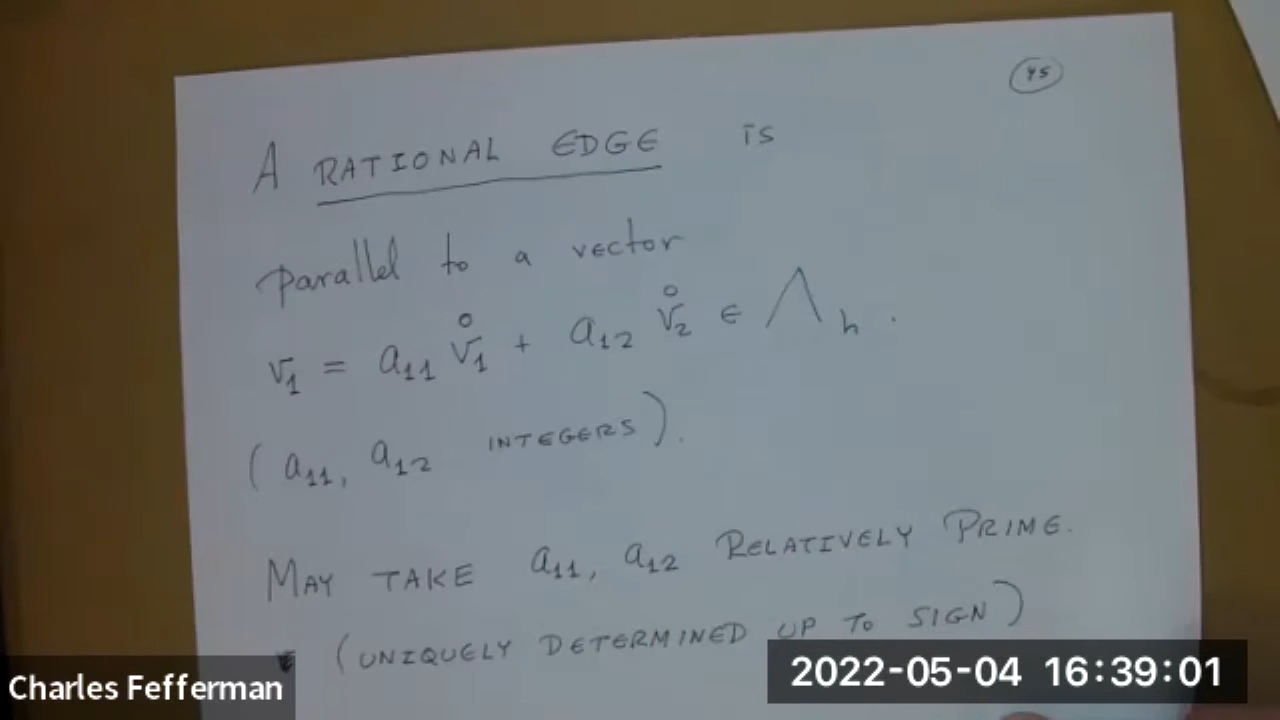 45
A RATIONAL EDGE is
parallel to a vector
v₁ = a₁₁ v̊₁ + a₁₂ v̊₂ ∈ Λₕ.
(a₁₁, a₁₂ INTEGERS).
MAY TAKE a₁₁, a₁₂ RELATIVELY PRIME.
(UNIQUELY DETERMINED UP TO SIGN)
Charles Fefferman
2022-05-04 16:39:01